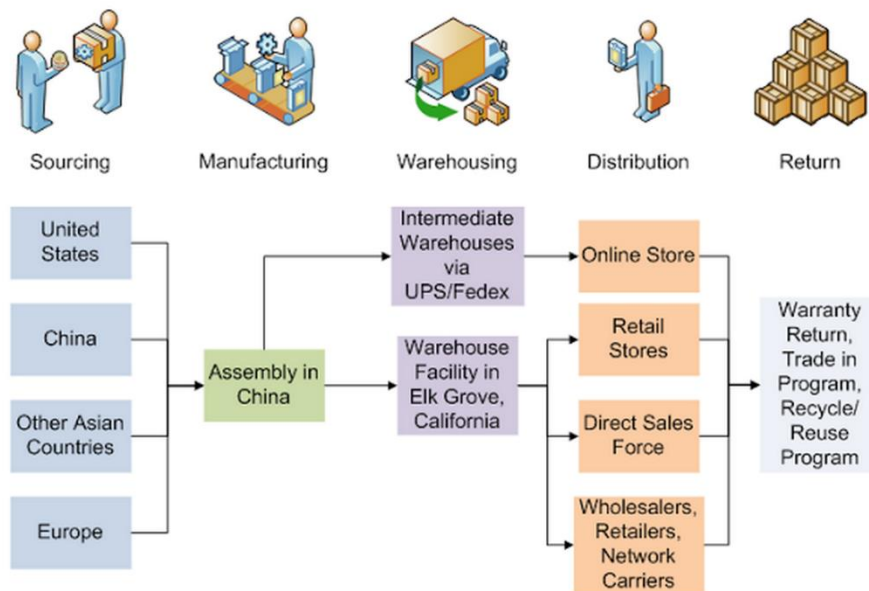 Sourcing
Manufacturing
Warehousing
Distribution
Return
United
States
China
Other Asian
Countries
Europe
Assembly in
China
Intermediate
Warehouses
via
UPS/Fedex
Warehouse
Facility in
Elk Grove,
California
Online Store
Retail
Stores
Direct Sales
Force
Wholesalers,
Retailers,
Network
Carriers
Warranty
Return,
Trade in
Program,
Recycle/
Reuse
Program